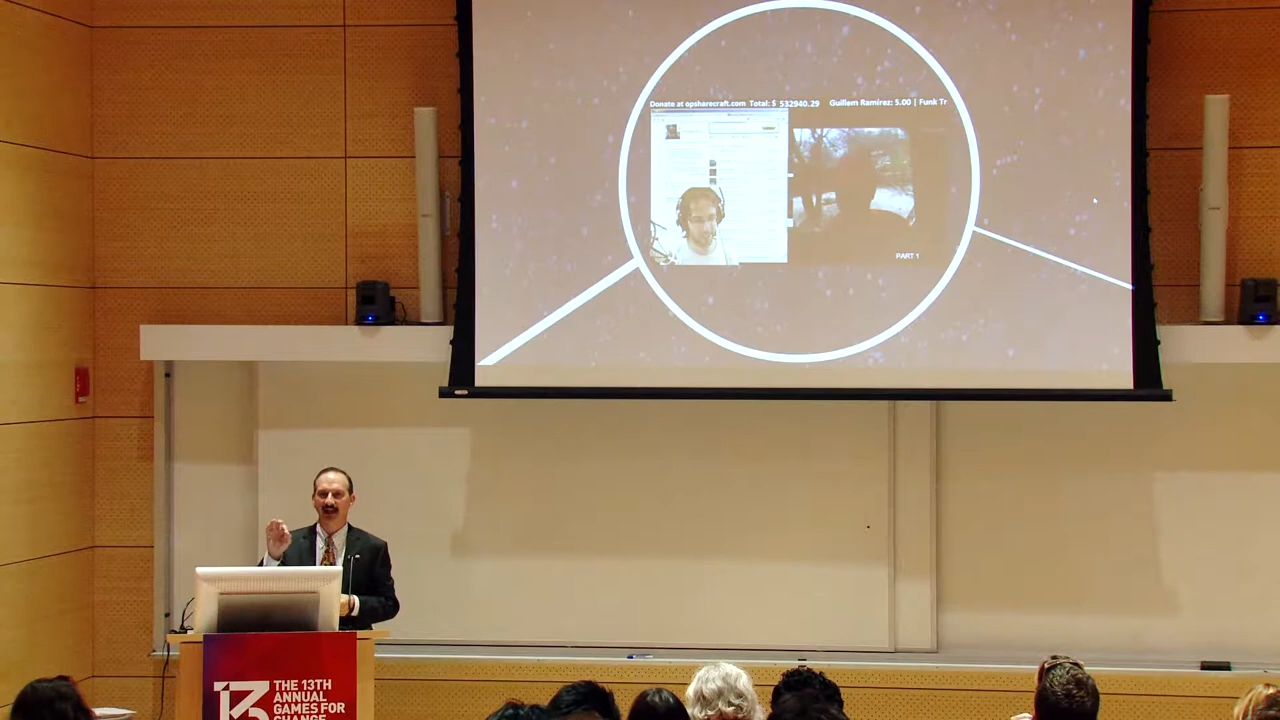 Donate at opsharecraft.com Total: $ 532940.29 Guillem Ramirez: 5.00 | Funk Tr
PART 1
13
THE 13TH
ANNUAL
GAMES FOR
CHANGE